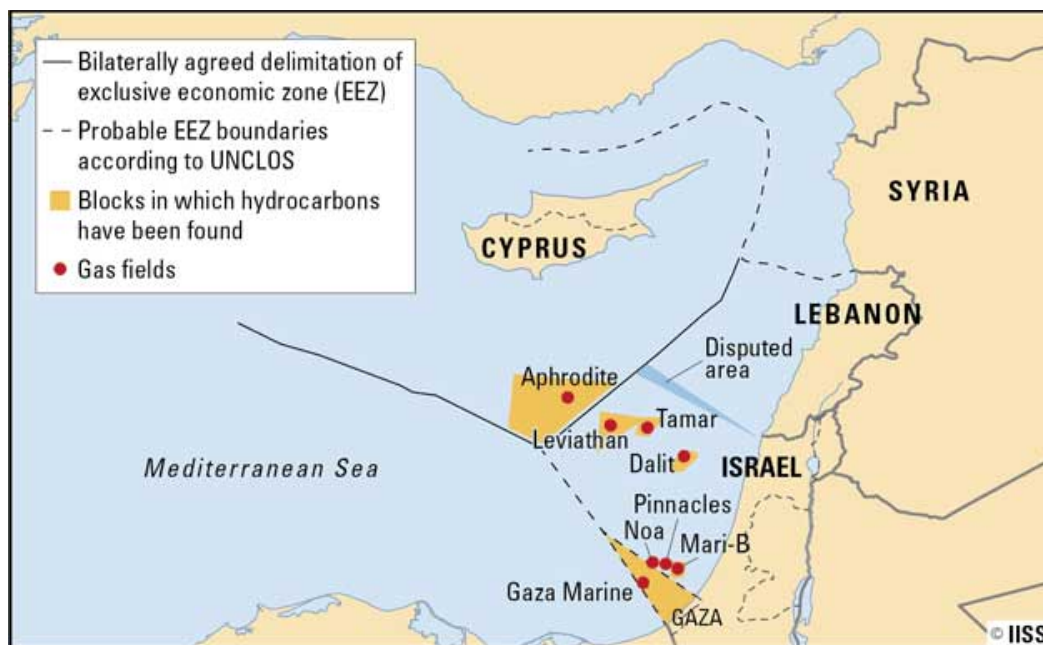 Bilaterally agreed delimitation of
exclusive economic zone (EEZ)
Probable EEZ boundaries
according to UNCLOS
Blocks in which hydrocarbons
have been found
Gas fields
SYRIA
CYPRUS
LEBANON
Disputed
area
Aphrodite
Tamar
Leviathan
Mediterranean Sea
Dalit
ISRAEL
Pinnacles
Noa
Mari-B
Gaza Marine
GAZA
© IISS